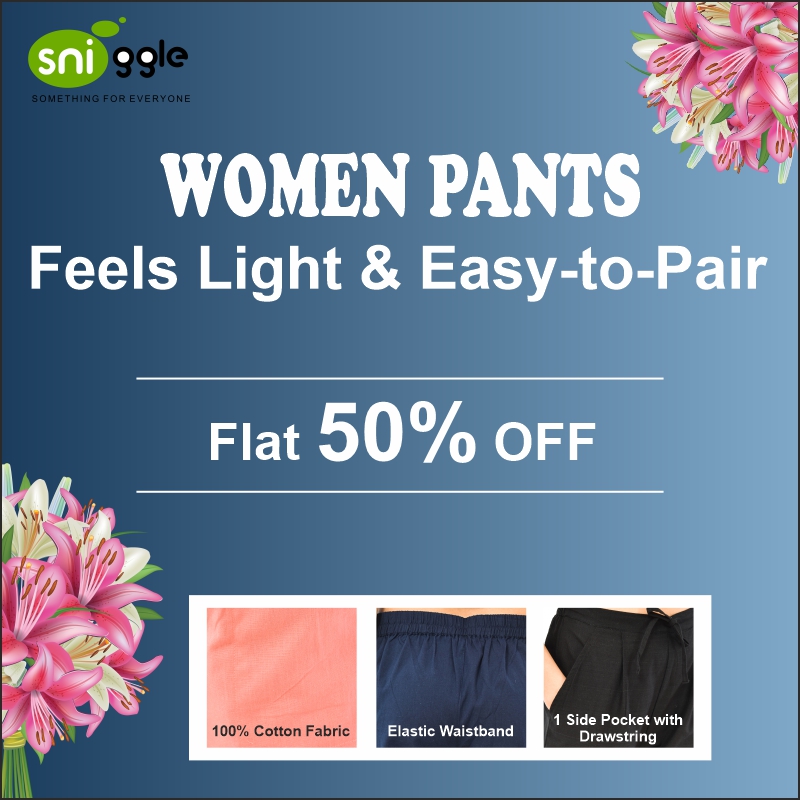 sniggle
SOMETHING FOR EVERYONE
WOMEN PANTS
Feels Light & Easy-to-Pair
Flat 50% OFF
100% Cotton Fabric
Elastic Waistband
1 Side Pocket with
Drawstring